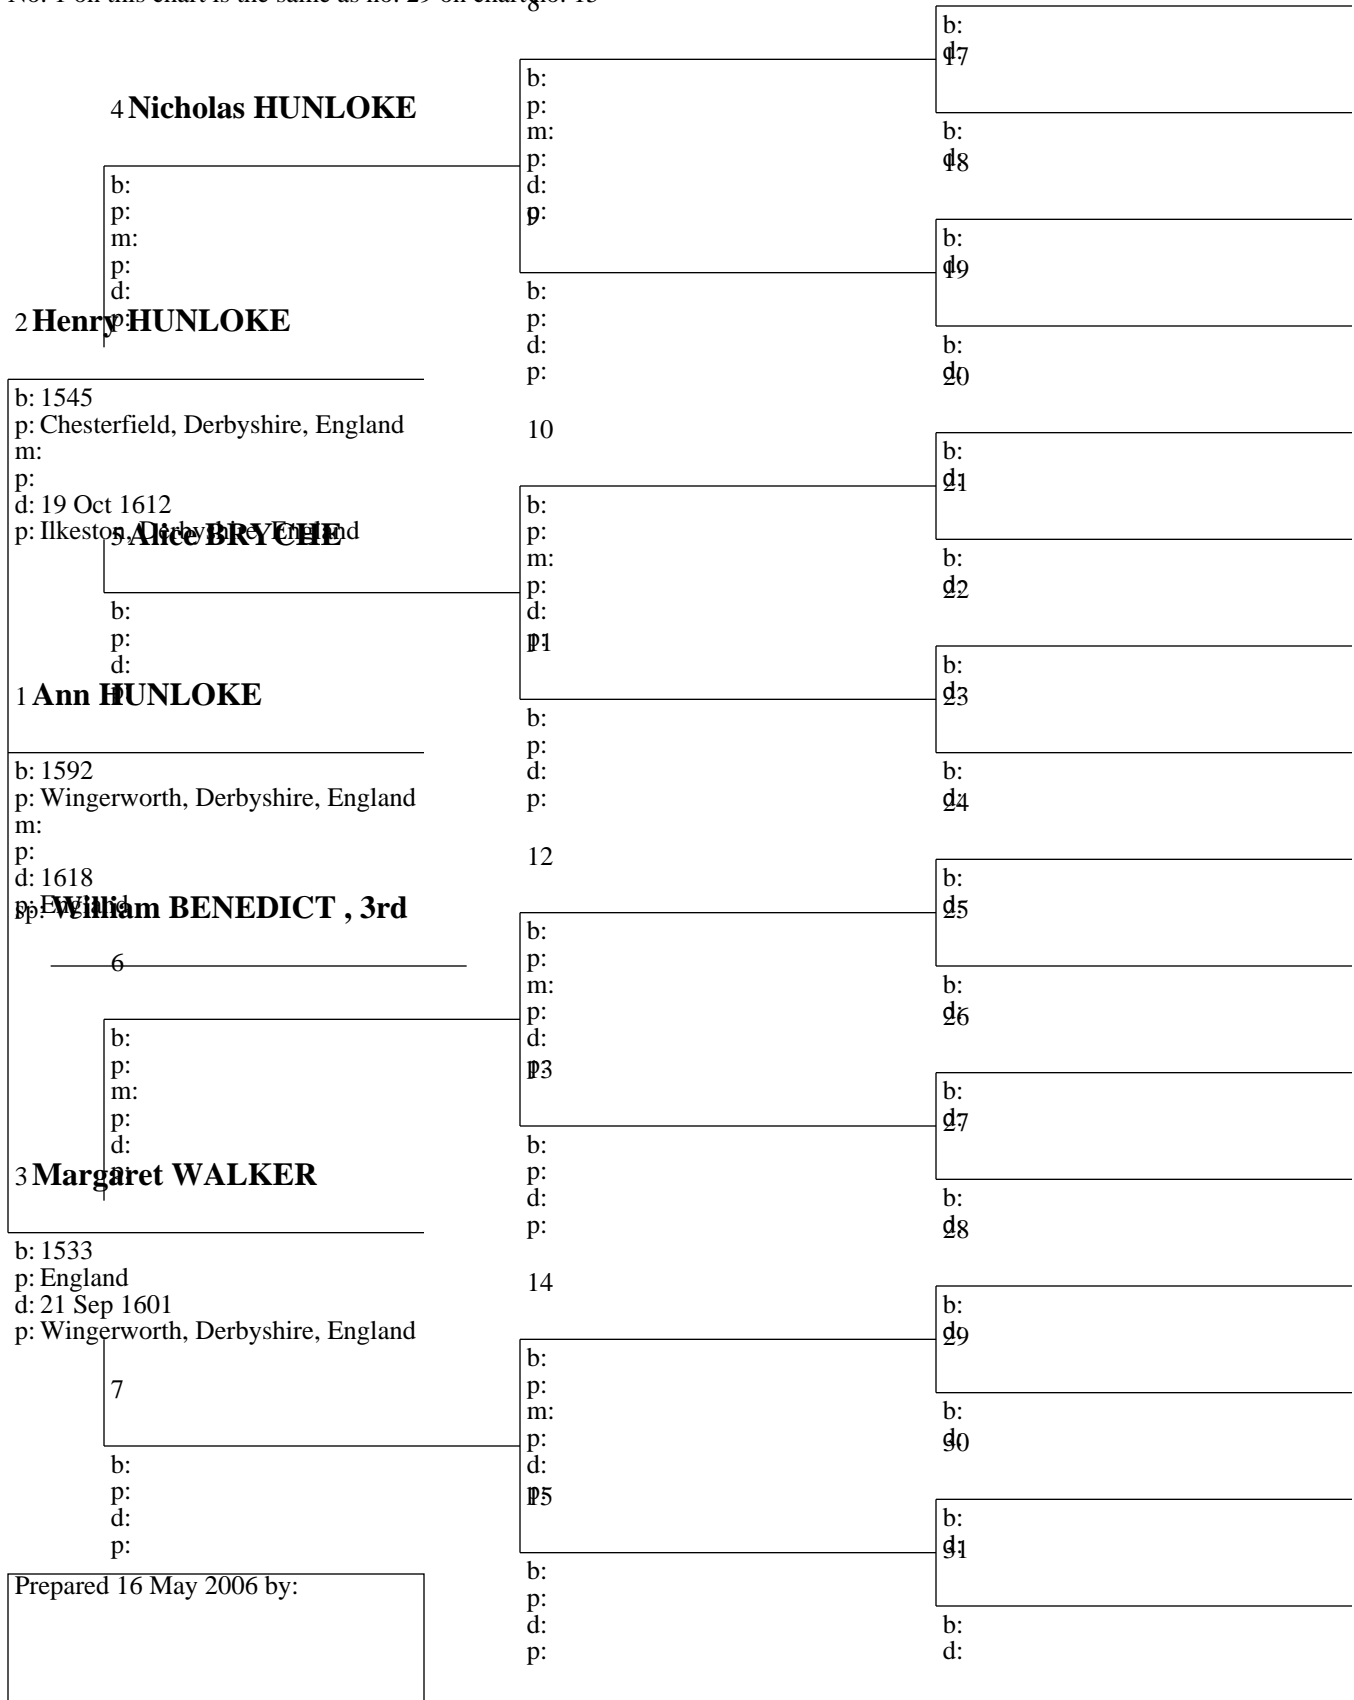 No. 1 on this chart is the same as no. 29 on chart no. 13
8
b:
d:
17
4 Nicholas HUNLOKE
b:
p:
m:
p:
d:
p:
9
b:
d:
18
b:
p:
m:
p:
d:
p:
b:
d:
19
2 Henry HUNLOKE
b:
p:
d:
p:
b:
d:
20
b: 1545
p: Chesterfield, Derbyshire, England
m:
p:
d: 19 Oct 1612
p: Ilkeston, Derbyshire, England
10
b:
d:
21
5 Alice BRYCHE
b:
p:
m:
p:
d:
p:
11
b:
d:
22
b:
p:
d:
p:
b:
d:
23
1 Ann HUNLOKE
b:
p:
d:
p:
b:
d:
24
b: 1592
p: Wingerworth, Derbyshire, England
m:
p:
d: 1618
p: England
12
b:
d:
25
sp: William BENEDICT , 3rd
6
b:
p:
m:
p:
d:
p:
13
b:
d:
26
b:
p:
m:
p:
d:
p:
b:
d:
27
3 Margaret WALKER
b:
p:
d:
p:
b:
d:
28
b: 1533
p: England
d: 21 Sep 1601
p: Wingerworth, Derbyshire, England
14
b:
d:
29
7
b:
p:
m:
p:
d:
p:
15
b:
d:
30
b:
p:
d:
p:
b:
d:
31
Prepared 16 May 2006 by:
b:
p:
d:
p:
b:
d: